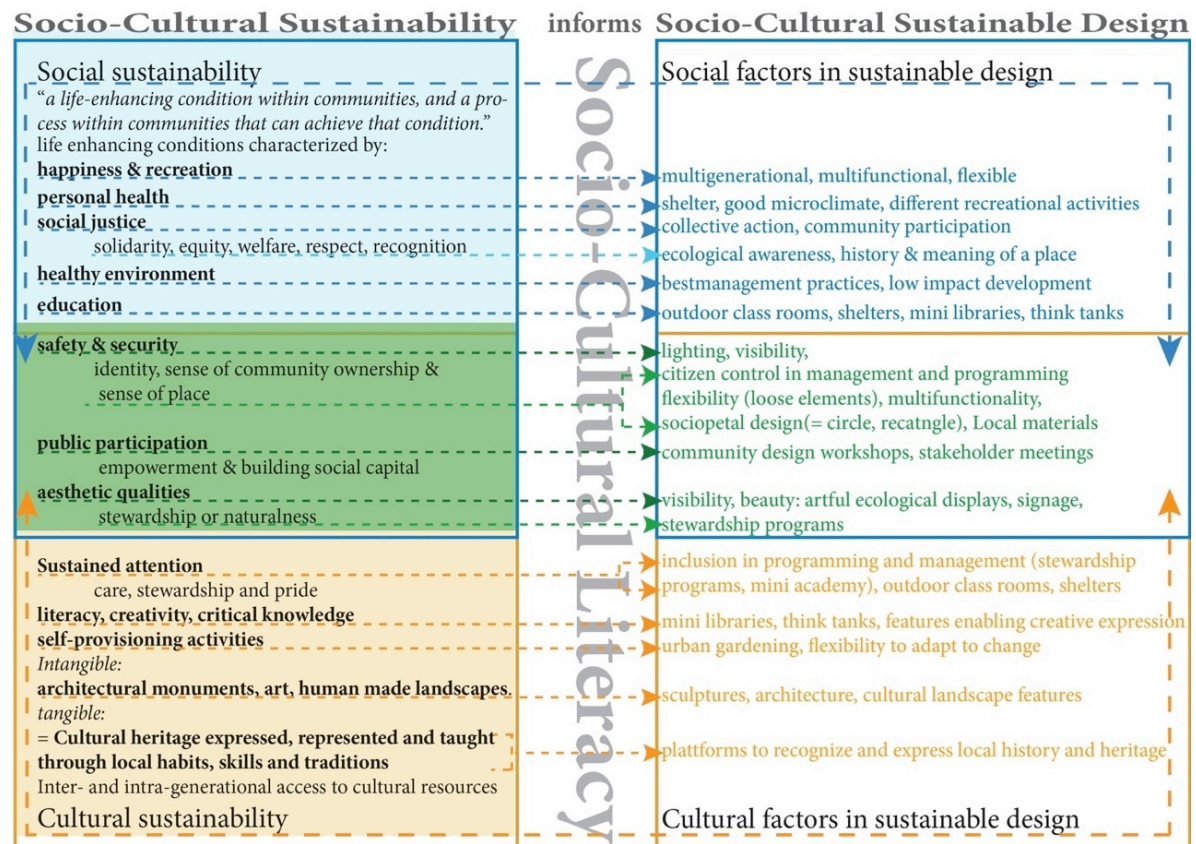 Socio-Cultural Sustainability informs Socio-Cultural Sustainable Design
Socio-Cultural Literacy
Social sustainability
“a life-enhancing condition within communities, and a pro-
cess within communities that can achieve that condition.”
life enhancing conditions characterized by:
happiness & recreation
personal health
social justice
solidarity, equity, welfare, respect, recognition
healthy environment
education
safety & security
identity, sense of community ownership &
sense of place
public participation
empowerment & building social capital
aesthetic qualities
stewardship or naturalness
Sustained attention
care, stewardship and pride
literacy, creativity, critical knowledge
self-provisioning activities
Intangible:
architectural monuments, art, human made landscapes.
tangible:
= Cultural heritage expressed, represented and taught
through local habits, skills and traditions
Inter- and intra-generational access to cultural resources
Cultural sustainability
Social factors in sustainable design
multigenerational, multifunctional, flexible
shelter, good microclimate, different recreational activities
collective action, community participation
ecological awareness, history & meaning of a place
bestmanagement practices, low impact development
outdoor class rooms, shelters, mini libraries, think tanks
lighting, visibility,
citizen control in management and programming
flexibility (loose elements), multifunctionality,
sociopetal design(= circle, recatngle), Local materials
community design workshops, stakeholder meetings
visibility, beauty: artful ecological displays, signage,
stewardship programs
inclusion in programming and management (stewardship
programs, mini academy), outdoor class rooms, shelters
mini libraries, think tanks, features enabling creative expression
urban gardening, flexibility to adapt to change
sculptures, architecture, cultural landscape features
plattforms to recognize and express local history and heritage
Cultural factors in sustainable design